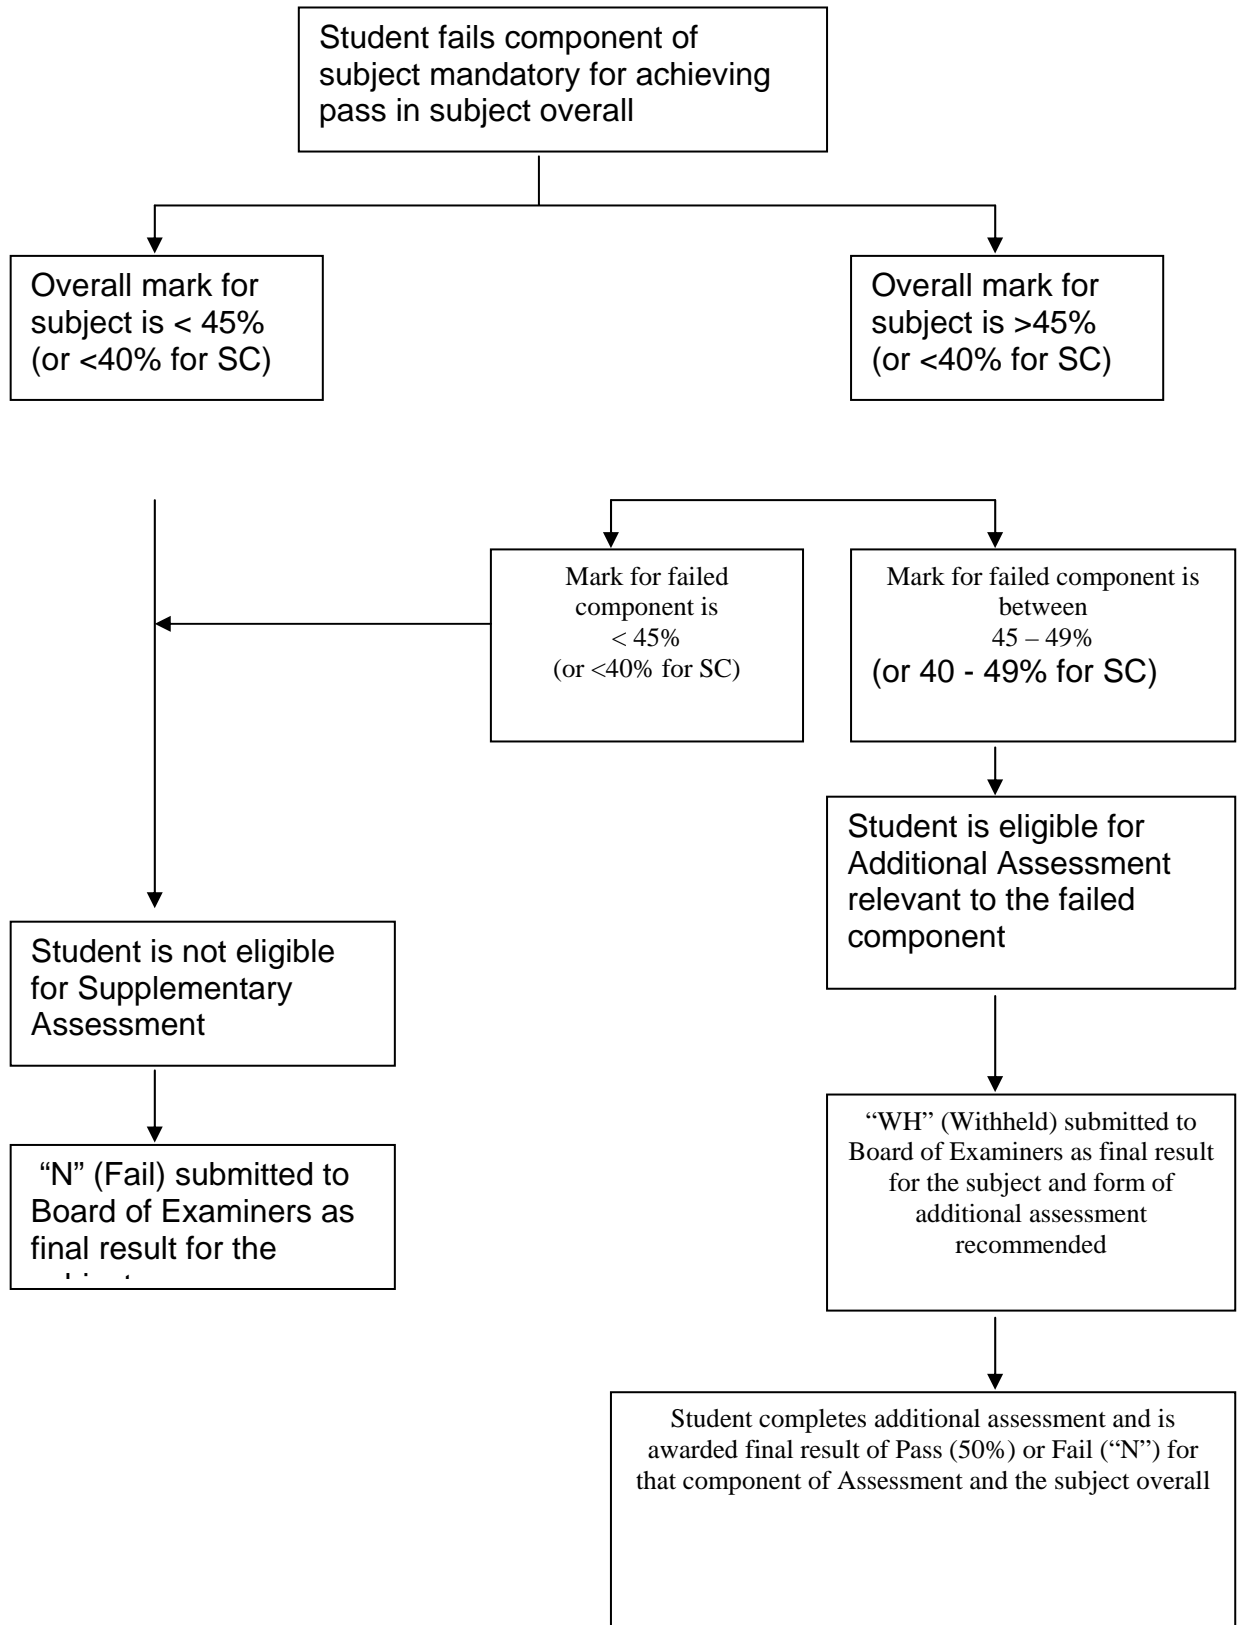 Student fails component of
subject mandatory for achieving
pass in subject overall
Overall mark for
subject is < 45%
(or <40% for SC)
Overall mark for
subject is >45%
(or <40% for SC)
Mark for failed
component is
< 45%
(or <40% for SC)
Mark for failed component is
between
45 – 49%
(or 40 - 49% for SC)
Student is eligible for
Additional Assessment
relevant to the failed
component
Student is not eligible
for Supplementary
Assessment
“WH” (Withheld) submitted to
Board of Examiners as final result
for the subject and form of
additional assessment
recommended
“N” (Fail) submitted to
Board of Examiners as
final result for the
Student completes additional assessment and is
awarded final result of Pass (50%) or Fail (“N”) for
that component of Assessment and the subject overall